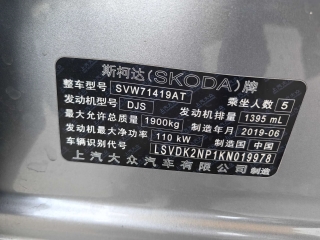 斯柯达(SKODA)牌
整车型号 SVW71419AT 乘坐人数 5
发动机型号 DJS 发动机排量 1395 mL
最大允许总质量 1900kg 制造年月 2019-06
发动机最大净功率 110 kW 制造国 中国
车辆识别代号 LSVDK2NP1KN019978
上汽大众汽车有限公司制造